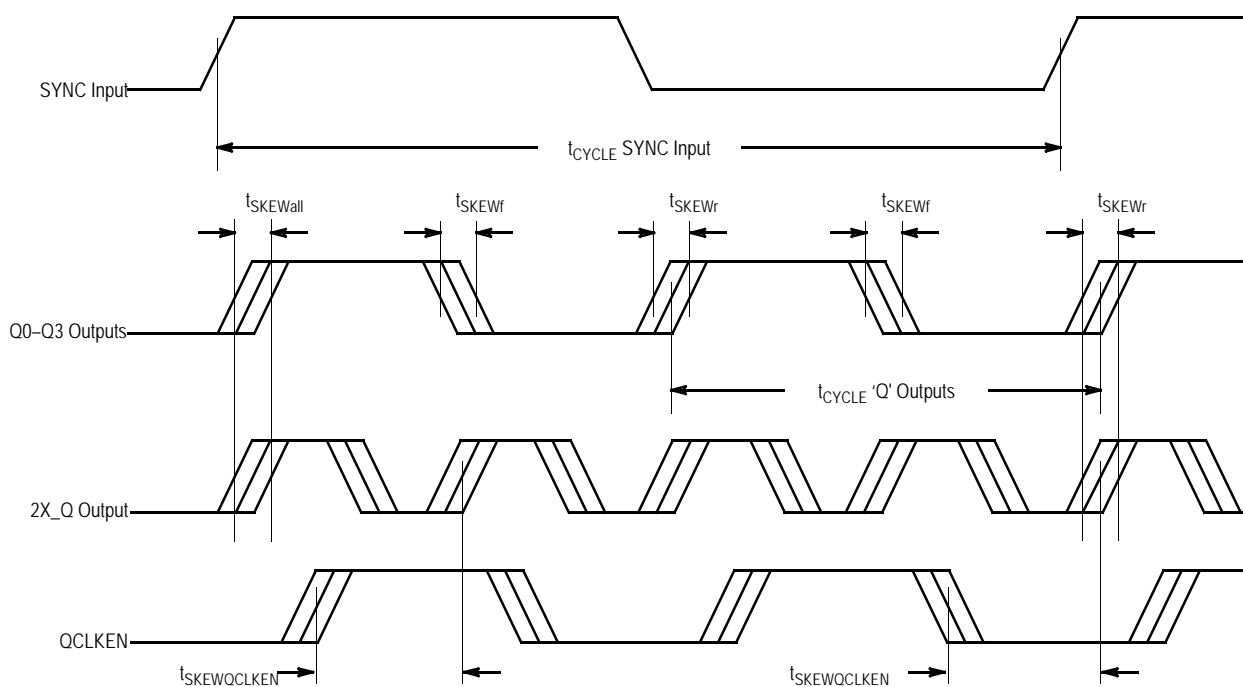 SYNC Input
tCYCLE SYNC Input
tSKEWall
tSKEWf
tSKEWr
tSKEWf
tSKEWr
Q0–Q3 Outputs
tCYCLE 'Q' Outputs
2X_Q Output
QCLKEN
tSKEWQCLKEN
tSKEWQCLKEN